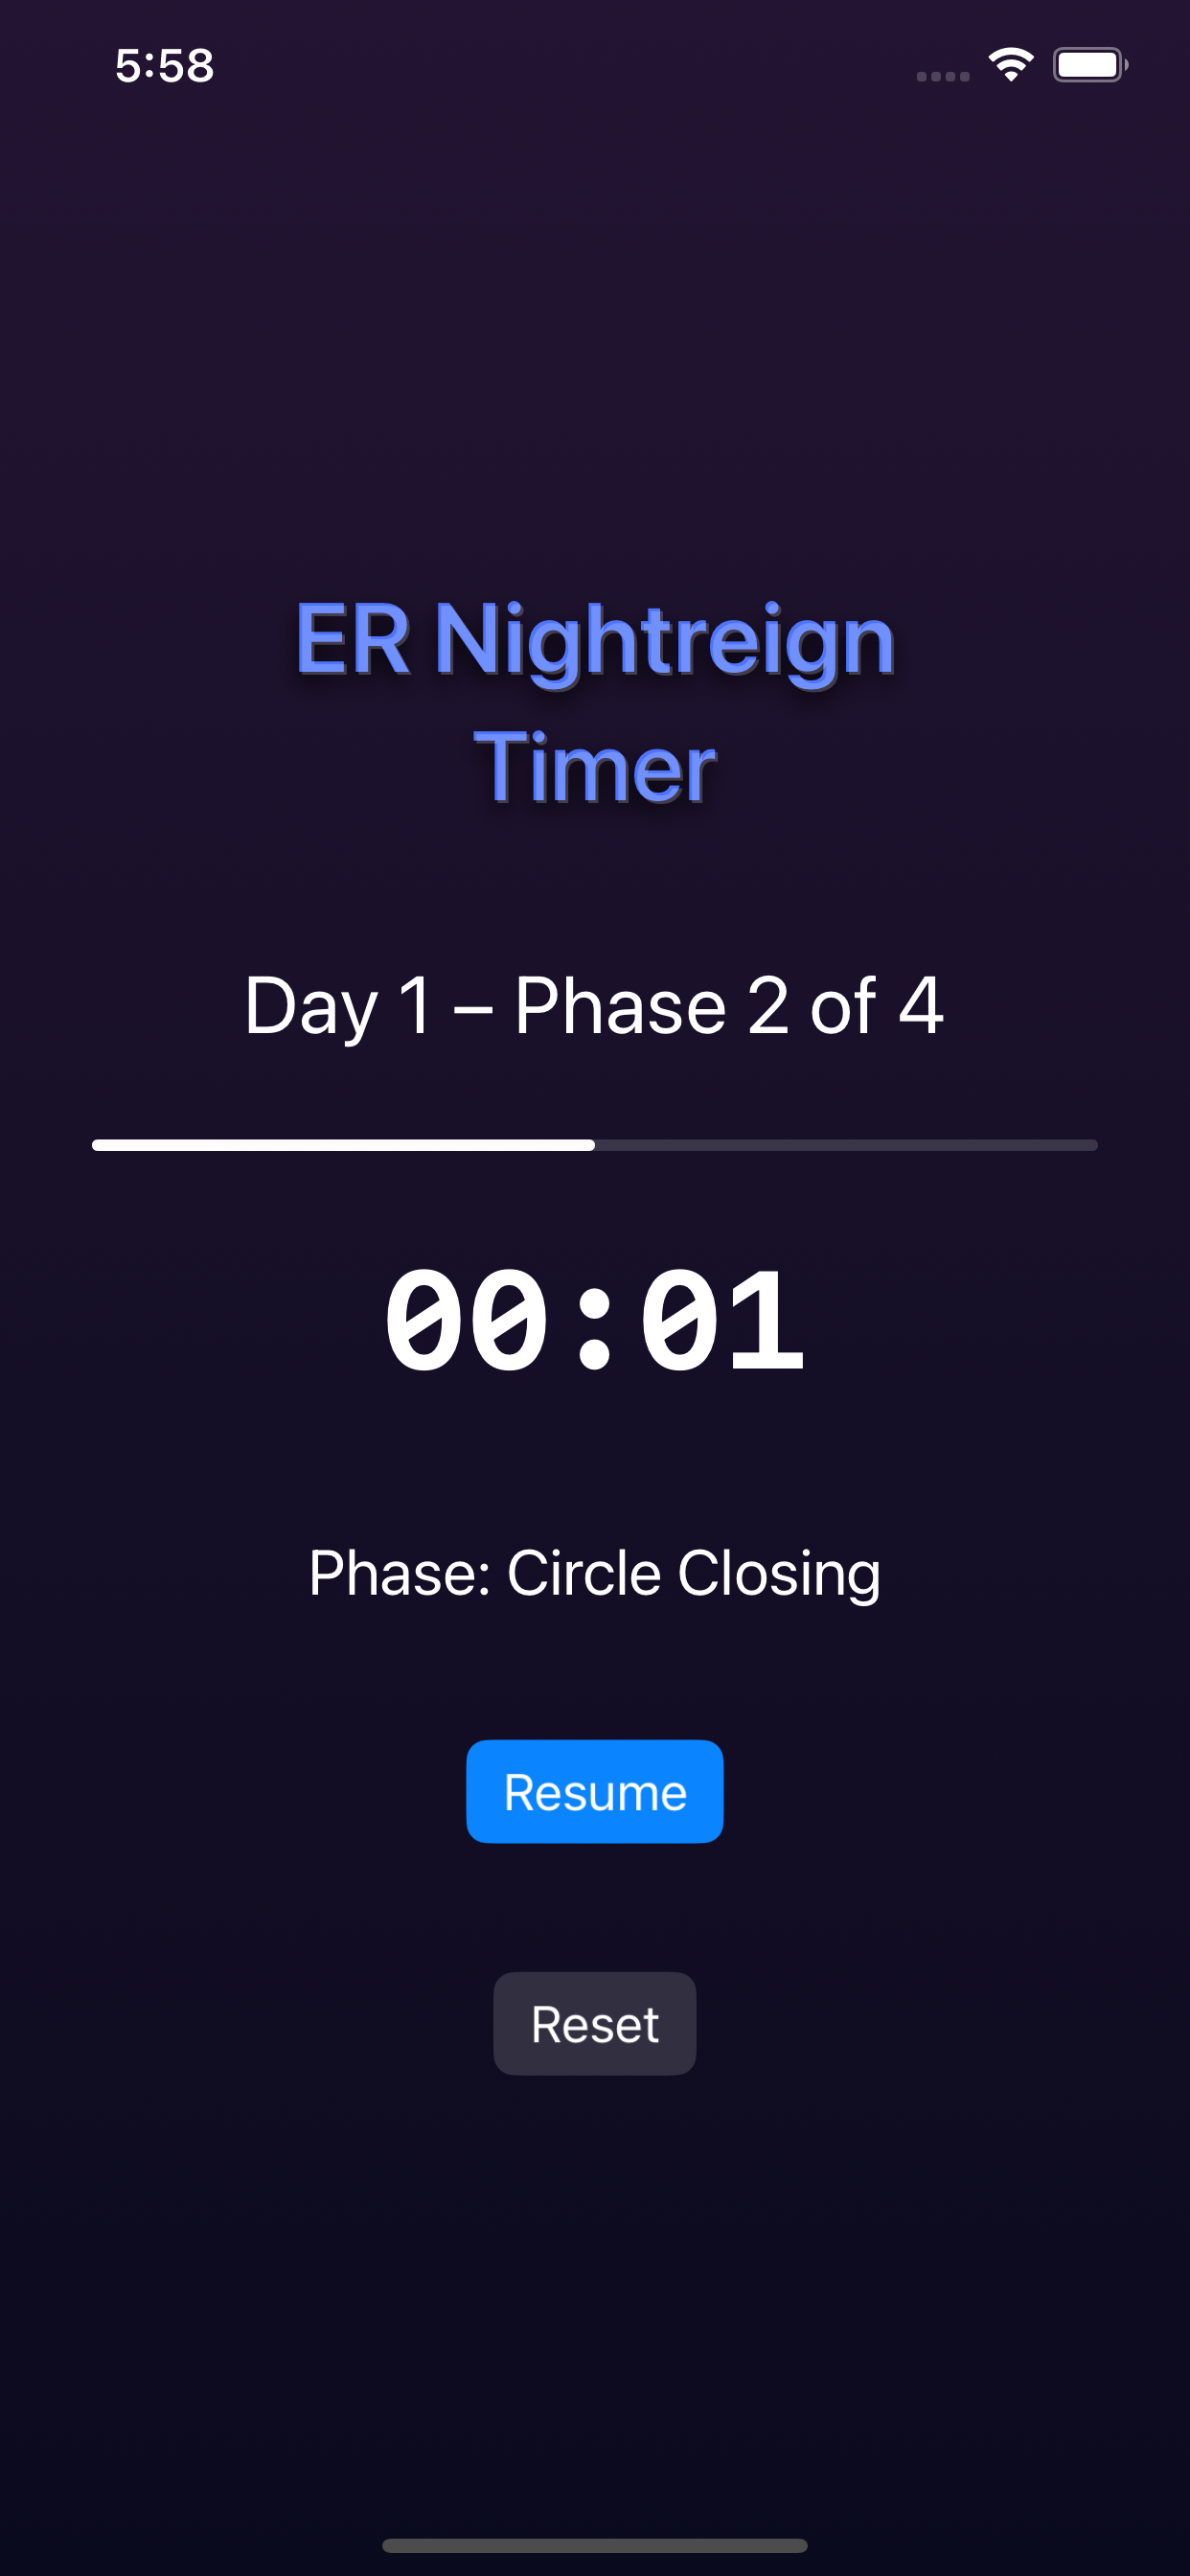 5:58
ER Nightreign
Timer
Day 1 – Phase 2 of 4
00:01
Phase: Circle Closing
Resume
Reset